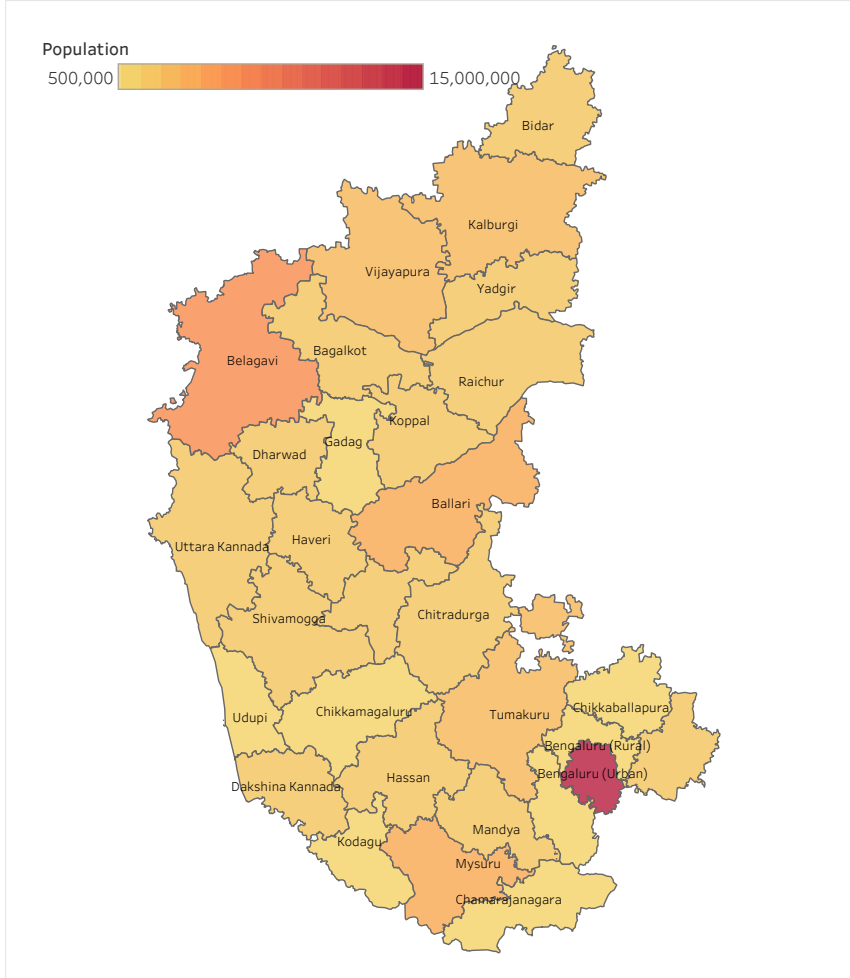 Population
500,000
15,000,000
Bidar
Kalburgi
Vijayapura
Yadgir
Bagalkot
Belagavi
Raichur
Koppal
Gadag
Dharwad
Ballari
Haveri
Uttara Kannada
Chitradurga
Shivamogga
Chikkaballapura
Chikkamagaluru
Tumakuru
Udupi
Bengaluru (Rural)
Bengaluru (Urban)
Hassan
Dakshina Kannada
Mandya
Kodagu
Mysuru
Chamarajanagara